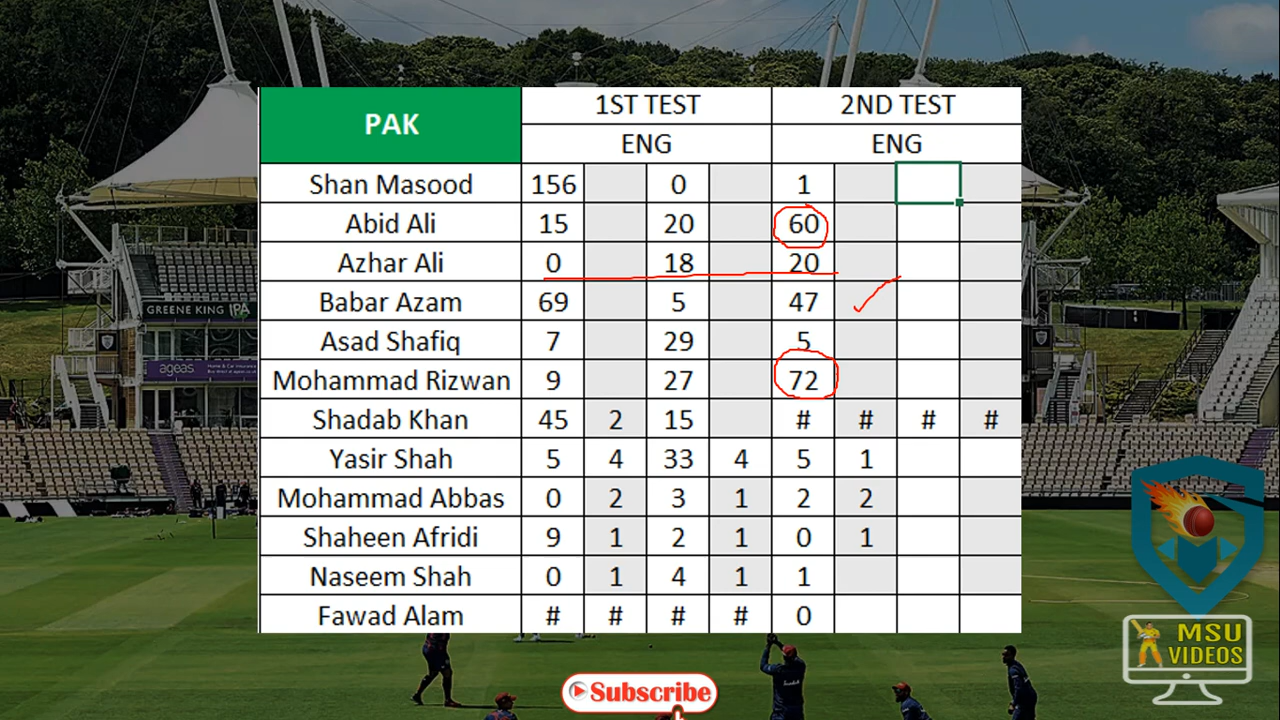 PAK 1ST TEST 2ND TEST
ENG ENG
Shan Masood 156 0 1
Abid Ali 15 20 60
Azhar Ali 0 18 20
Babar Azam 69 5 47
Asad Shafiq 7 29 5
Mohammad Rizwan 9 27 72
Shadab Khan 45 2 15 # # # #
Yasir Shah 5 4 33 4 5 1
Mohammad Abbas 0 2 3 1 2 2
Shaheen Afridi 9 1 2 1 0 1
Naseem Shah 0 1 4 1 1
Fawad Alam # # # # 0
GREENE KING IPA
ageas
MSU
VIDEOS
Subscribe